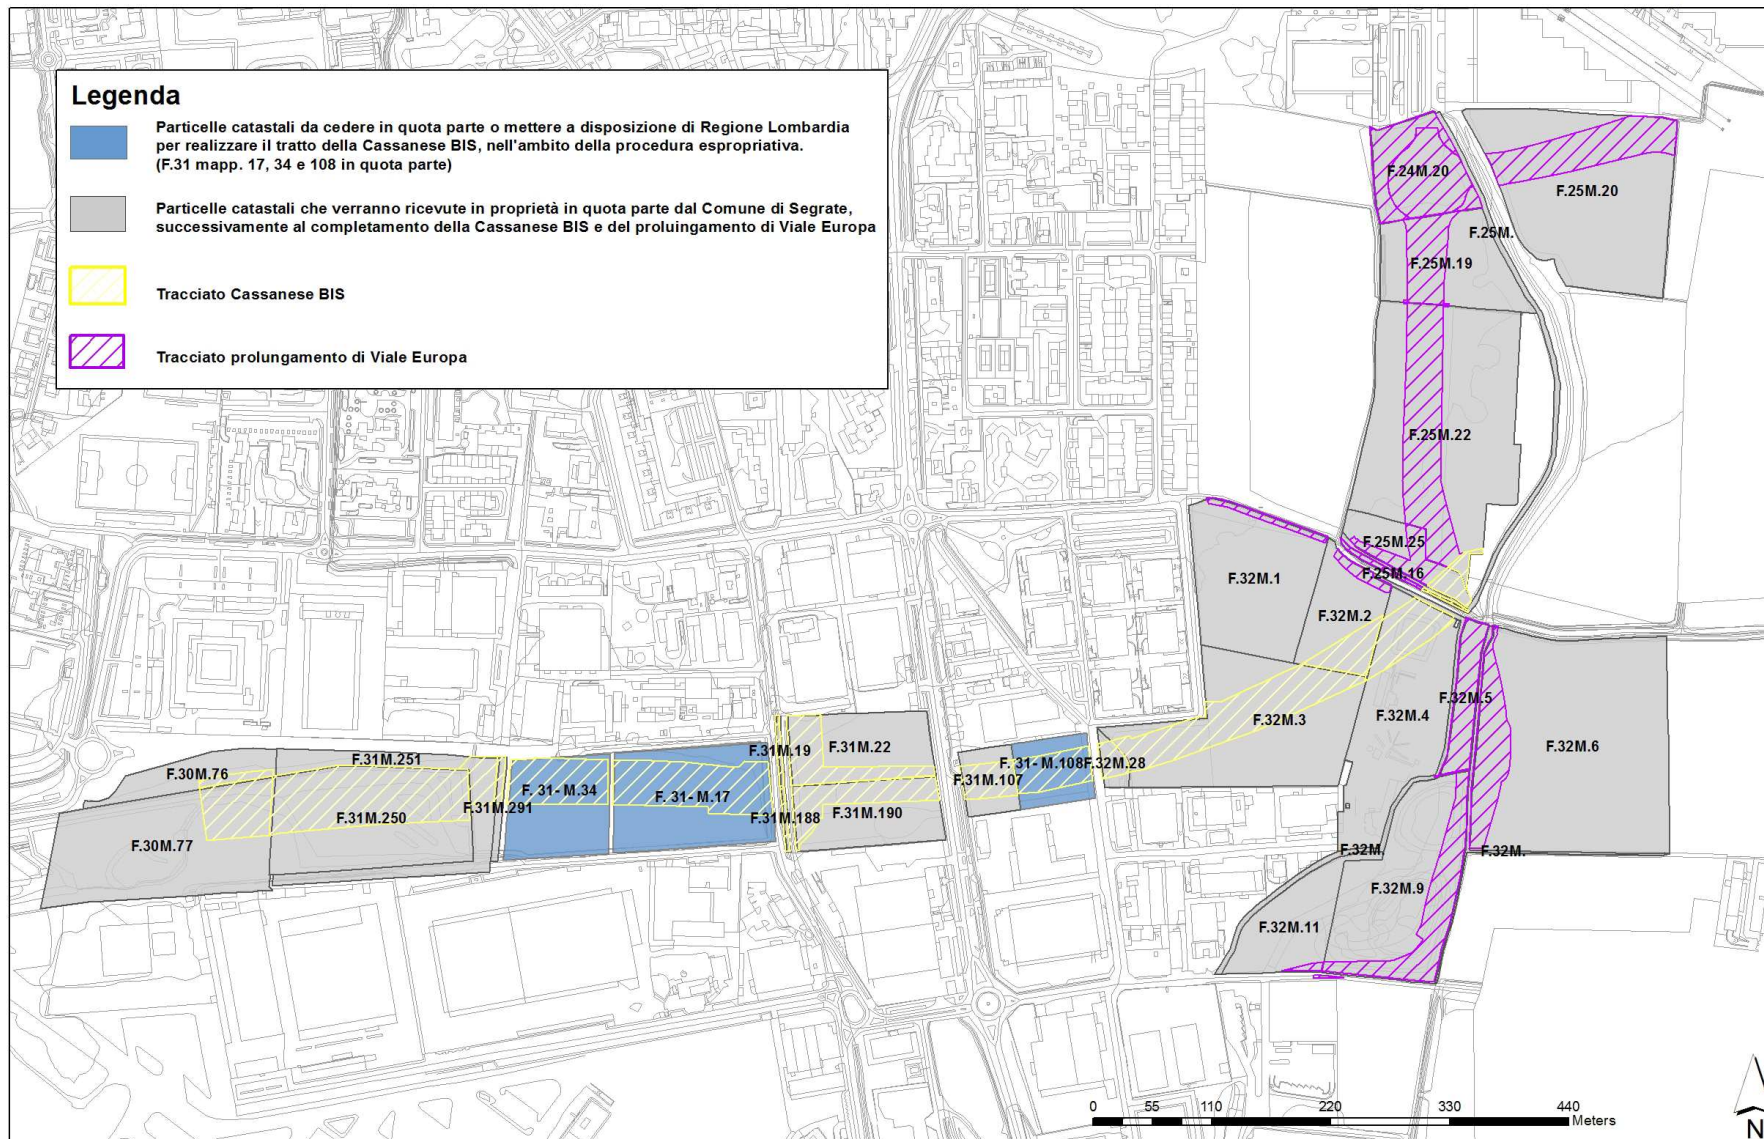 Legenda
Particelle catastali da cedere in quota parte o mettere a disposizione di Regione Lombardia
per realizzare il tratto della Cassanese BIS, nell'ambito della procedura espropriativa.
(F.31 mapp. 17, 34 e 108 in quota parte)
Particelle catastali che verranno ricevute in proprietà in quota parte dal Comune di Segrate,
successivamente al completamento della Cassanese BIS e del proluingamento di Viale Europa
Tracciato Cassanese BIS
Tracciato prolungamento di Viale Europa
F.24M.20
F.25M.20
F.25M.
F.25M.19
F.25M.22
F.25M.25
F.25M.16
F.32M.1
F.32M.2
F.32M.5
F.32M.3
F.32M.4
F.32M.6
F.31M.19
F.31M.22
F.31M.251
F.30M.76
F. 31- M.108
F.32M.28
F.31M.107
F. 31- M.34
F. 31- M.17
F.31M.291
F.31M.250
F.31M.188
F.31M.190
F.30M.77
F.32M.
F.32M.
F.32M.9
F.32M.11
0 55 110 220 330 440
Meters
N